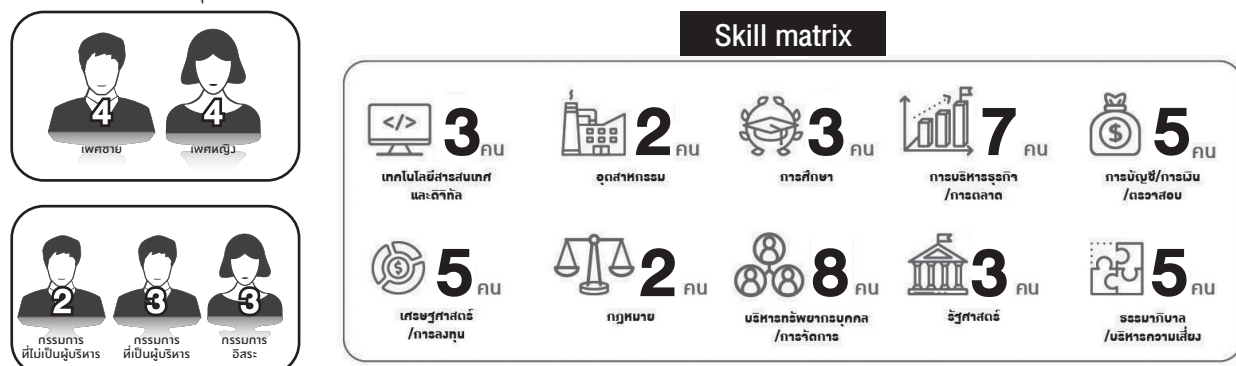 4
เพศชาย
4
เพศหญิง
2
กรรมการ
ที่ไม่เป็นผู้บริหาร
3
กรรมการ
ที่เป็นผู้บริหาร
3
กรรมการ
อิสระ
Skill matrix
</>
3 คน
เทคโนโลยีสารสนเทศ
และดิจิทัล
2 คน
อุตสาหกรรม
3 คน
การศึกษา
7 คน
การบริหารธุรกิจ
/การตลาด
$
5 คน
การบัญชี/การเงิน
/ตรวจสอบ
$
5 คน
เศรษฐศาสตร์
/การลงทุน
2 คน
กฎหมาย
8 คน
บริหารทรัพยากรบุคคล
/การจัดการ
3 คน
รัฐศาสตร์
5 คน
ธรรมาภิบาล
/บริหารความเสี่ยง